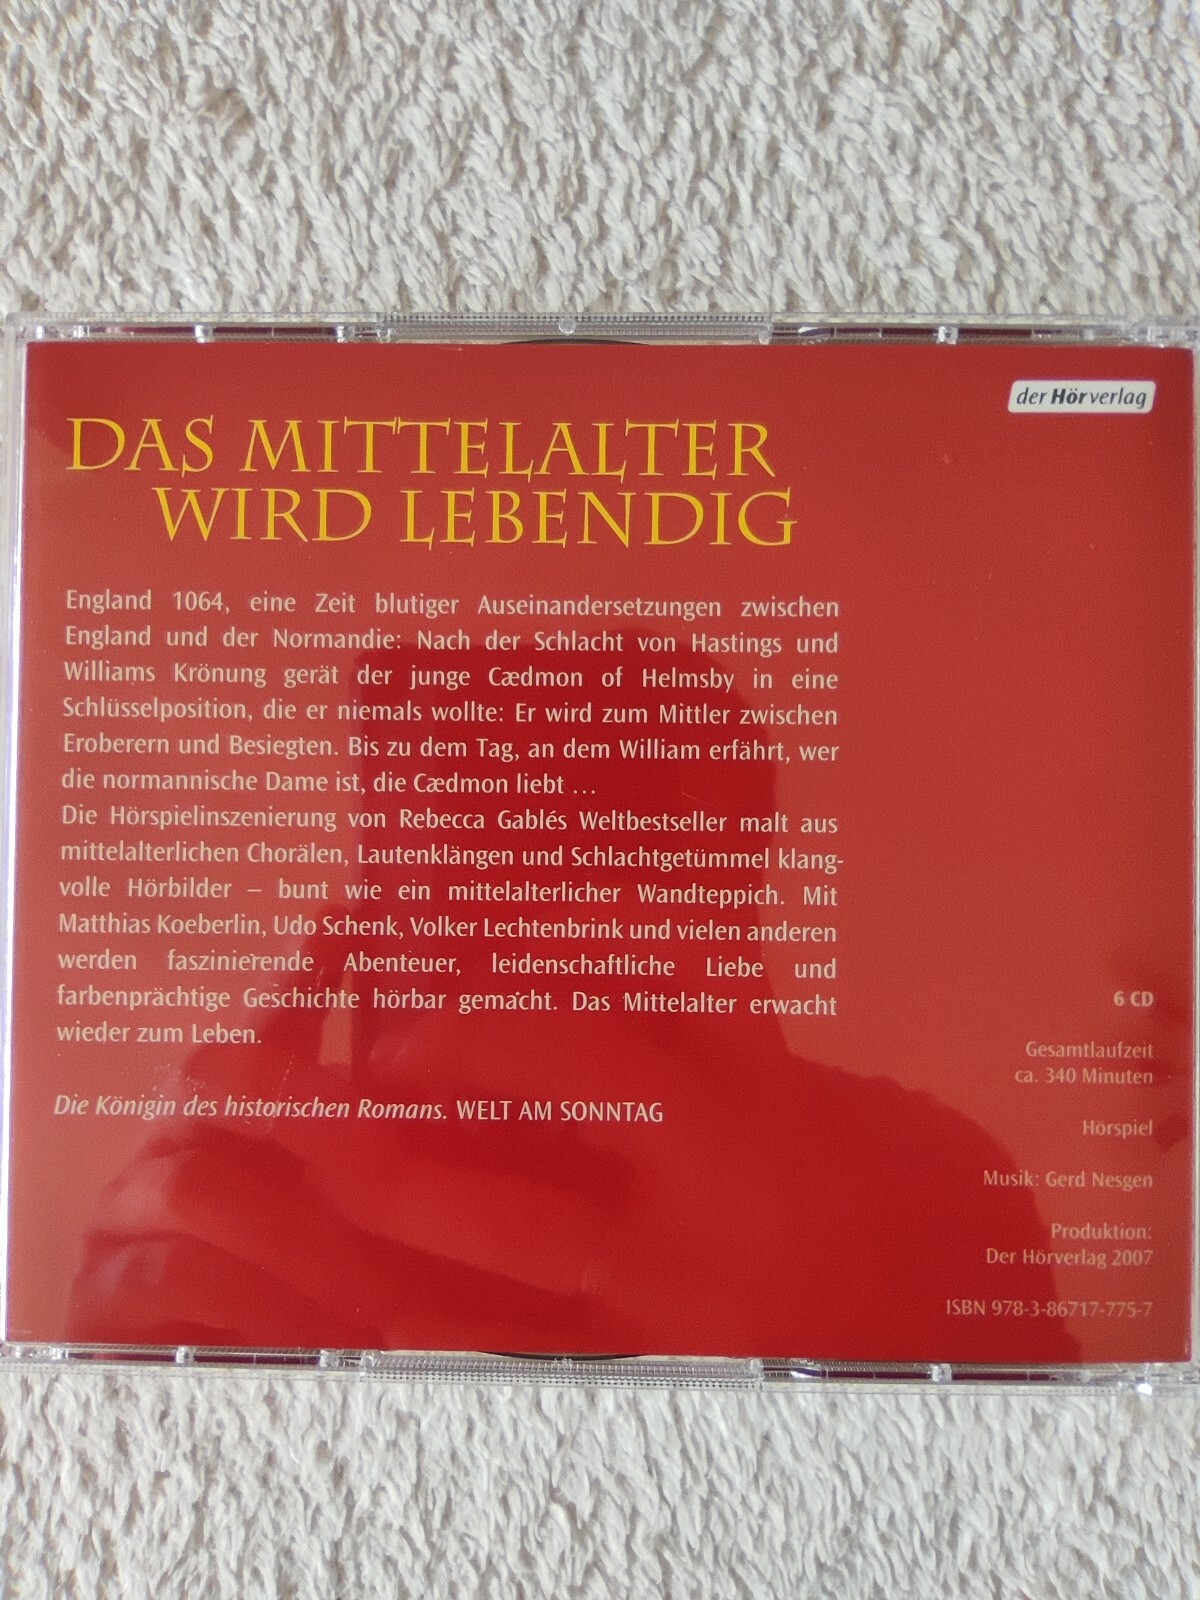 der Hörverlag
DAS MITTELALTER
WIRD LEBENDIG
England 1064, eine Zeit blutiger Auseinandersetzungen zwischen
England und der Normandie: Nach der Schlacht von Hastings und
Williams Krönung gerät der junge Cædmon of Helmsby in eine
Schlüsselposition, die er niemals wollte: Er wird zum Mittler zwischen
Eroberern und Besiegten. Bis zu dem Tag, an dem William erfährt, wer
die normannische Dame ist, die Cædmon liebt …
Die Hörspielinszenierung von Rebecca Gablés Weltbestseller malt aus
mittelalterlichen Chorälen, Lautenklängen und Schlachtgetümmel klang-
volle Hörbilder – bunt wie ein mittelalterlicher Wandteppich. Mit
Matthias Koeberlin, Udo Schenk, Volker Lechtenbrink und vielen anderen
werden faszinierende Abenteuer, leidenschaftliche Liebe und
farbenprächtige Geschichte hörbar gemacht. Das Mittelalter erwacht
wieder zum Leben.
Die Königin des historischen Romans. WELT AM SONNTAG
6 CD
Gesamtlaufzeit
ca. 340 Minuten
Hörspiel
Musik: Gerd Nesgen
Produktion:
Der Hörverlag 2007
ISBN 978-3-86717-775-7